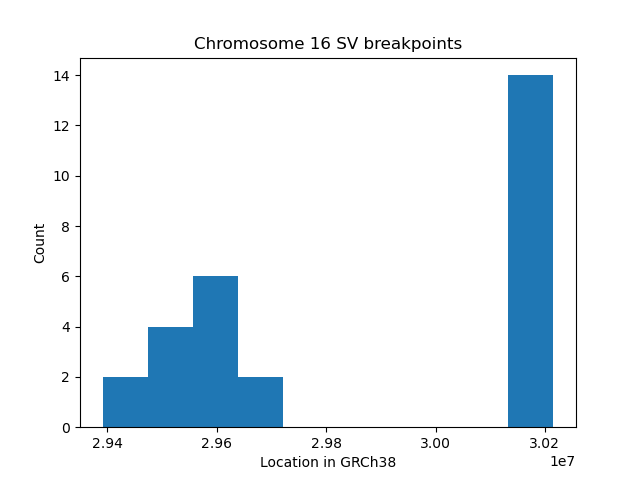 Chromosome 16 SV breakpoints
14
12
10
8
6
4
2
0
Count
2.94 2.96 2.98 3.00 3.02
1e7
Location in GRCh38